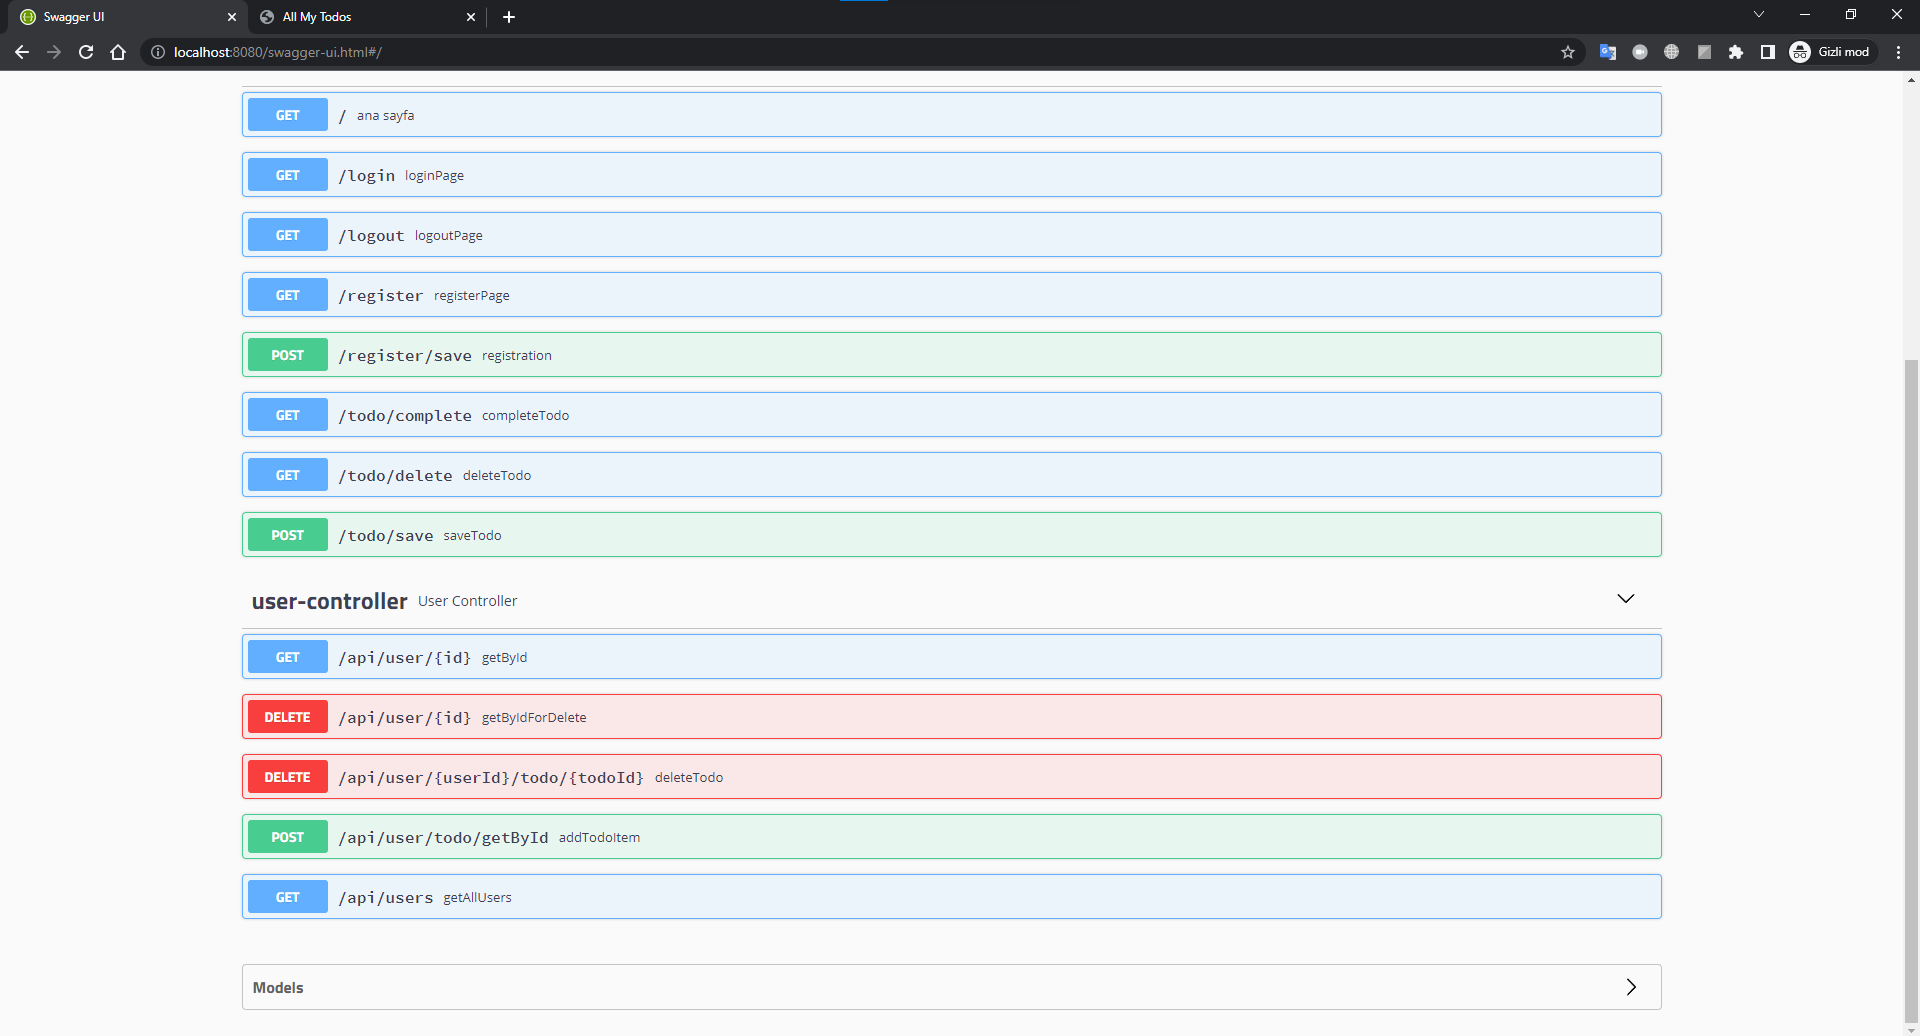 Swagger UI
All My Todos
localhost:8080/swagger-ui.html#/
Gizli mod
GET / ana sayfa
GET /login loginPage
GET /logout logoutPage
GET /register registerPage
POST /register/save registration
GET /todo/complete completeTodo
GET /todo/delete deleteTodo
POST /todo/save saveTodo
user-controller User Controller
GET /api/user/{id} getById
DELETE /api/user/{id} getByIdForDelete
DELETE /api/user/{userId}/todo/{todoId} deleteTodo
POST /api/user/todo/getById addTodoItem
GET /api/users getAllUsers
Models